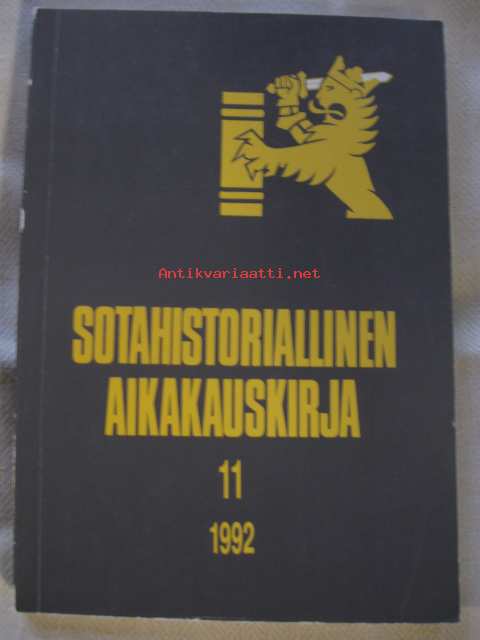 Antikvariaatti.net
SOTAHISTORIALLINEN
AIKAKAUSKIRJA
11
1992